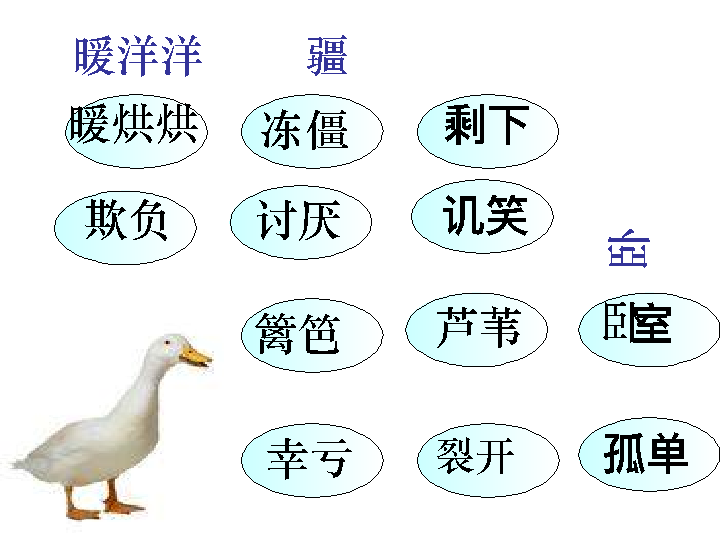 暖洋洋 疆
暖烘烘 冻僵 剩下
欺负 讨厌 讥笑
卧
篱笆 芦苇 卧室
幸亏 裂开 孤单